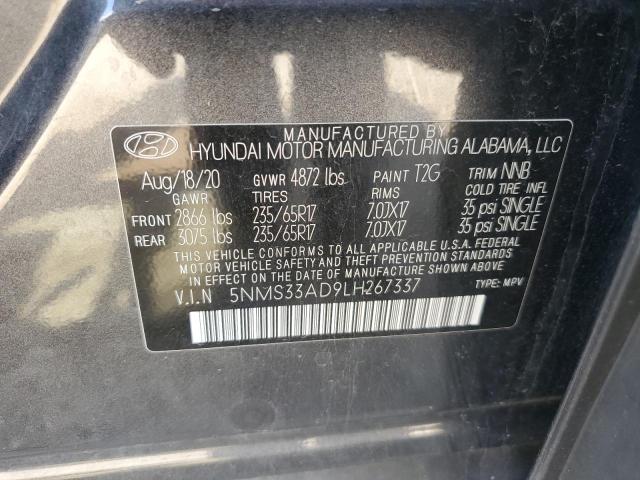 MANUFACTURED BY
HYUNDAI MOTOR MANUFACTURING ALABAMA, LLC
Aug/18/20 GVWR 4872 lbs PAINT T2G TRIM NNB
GAWR TIRES RIMS COLD TIRE INFL
FRONT 2866 lbs 235/65R17 7.0JX17 35 psi SINGLE
REAR 3075 lbs 235/65R17 7.0JX17 35 psi SINGLE
THIS VEHICLE CONFORMS TO ALL APPLICABLE U.S.A. FEDERAL
MOTOR VEHICLE SAFETY AND THEFT PREVENTION STANDARDS
IN EFFECT ON THE DATE OF MANUFACTURE SHOWN ABOVE.
V.I.N 5NMS33AD9LH267337 TYPE: MPV